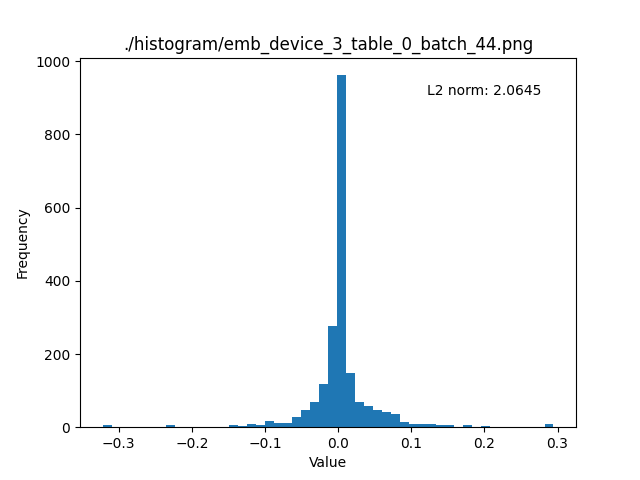 ./histogram/emb_device_3_table_0_batch_44.png
L2 norm: 2.0645
1000
800
600
400
200
0
Frequency
−0.3 −0.2 −0.1 0.0 0.1 0.2 0.3
Value